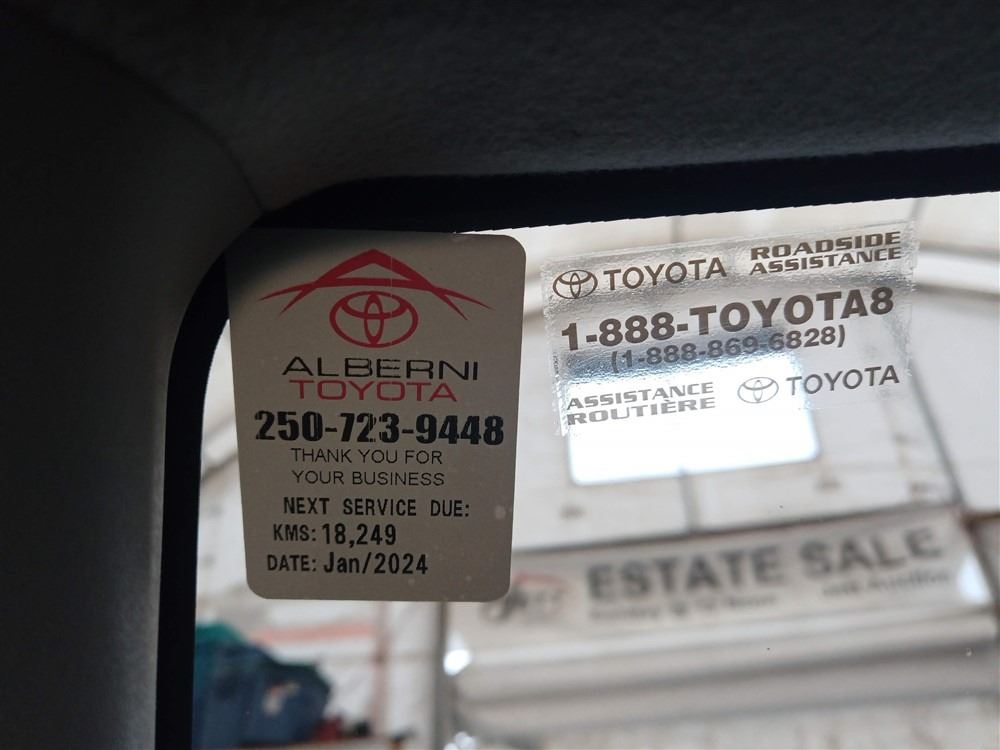 ALBERNI
TOYOTA
250-723-9448
THANK YOU FOR
YOUR BUSINESS
NEXT SERVICE DUE:
KMS: 18,249
DATE: Jan/2024
TOYOTA ROADSIDE ASSISTANCE
1-888-TOYOTA8
(1-888-869-6828)
ASSISTANCE ROUTIÈRE TOYOTA
ESTATE SALE